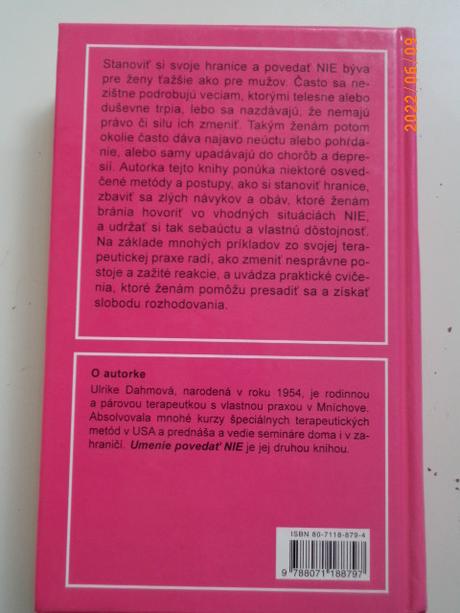 Stanoviť si svoje hranice a povedať NIE býva
pre ženy ťažšie ako pre mužov. Často sa ne-
zištne podrobujú veciam, ktorými telesne alebo
duševne trpia, lebo sa nazdávajú, že nemajú
právo či silu ich zmeniť. Takým ženám potom
okolie často dáva najavo neúctu alebo pohŕda-
nie, alebo samy upadávajú do chorôb a depre-
sií. Autorka tejto knihy ponúka niektoré osved-
čené metódy a postupy, ako si stanoviť hranice,
zbaviť sa zlých návykov a obáv, ktoré ženám
bránia hovoriť vo vhodných situáciách NIE,
a udržať si tak sebaúctu a vlastnú dôstojnosť.
Na základe mnohých príkladov zo svojej tera-
peutickej praxe radí, ako zmeniť nesprávne po-
stoje a zažité reakcie, a uvádza praktické cviče-
nia, ktoré ženám pomôžu presadiť sa a získať
slobodu rozhodovania.
O autorke
Ulrike Dahmová, narodená v roku 1954, je rodinnou
a párovou terapeutkou s vlastnou praxou v Mníchove.
Absolvovala mnohé kurzy špeciálnych terapeutických
metód v USA a prednáša a vedie semináre doma i v za-
hraničí. Umenie povedať NIE je jej druhou knihou.
ISBN 80-7118-879-4
9 788071 188797
2022/06/09